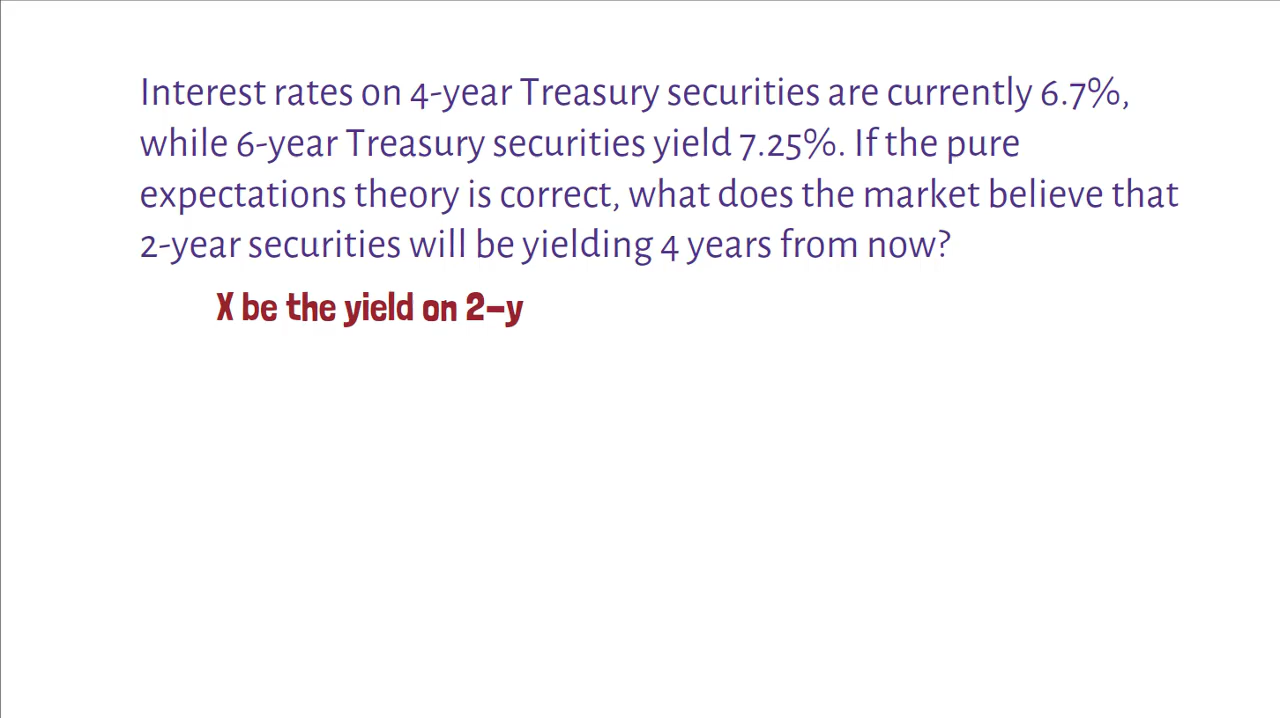 Interest rates on 4-year Treasury securities are currently 6.7%,
while 6-year Treasury securities yield 7.25%. If the pure
expectations theory is correct, what does the market believe that
2-year securities will be yielding 4 years from now?
X be the yield on 2-y